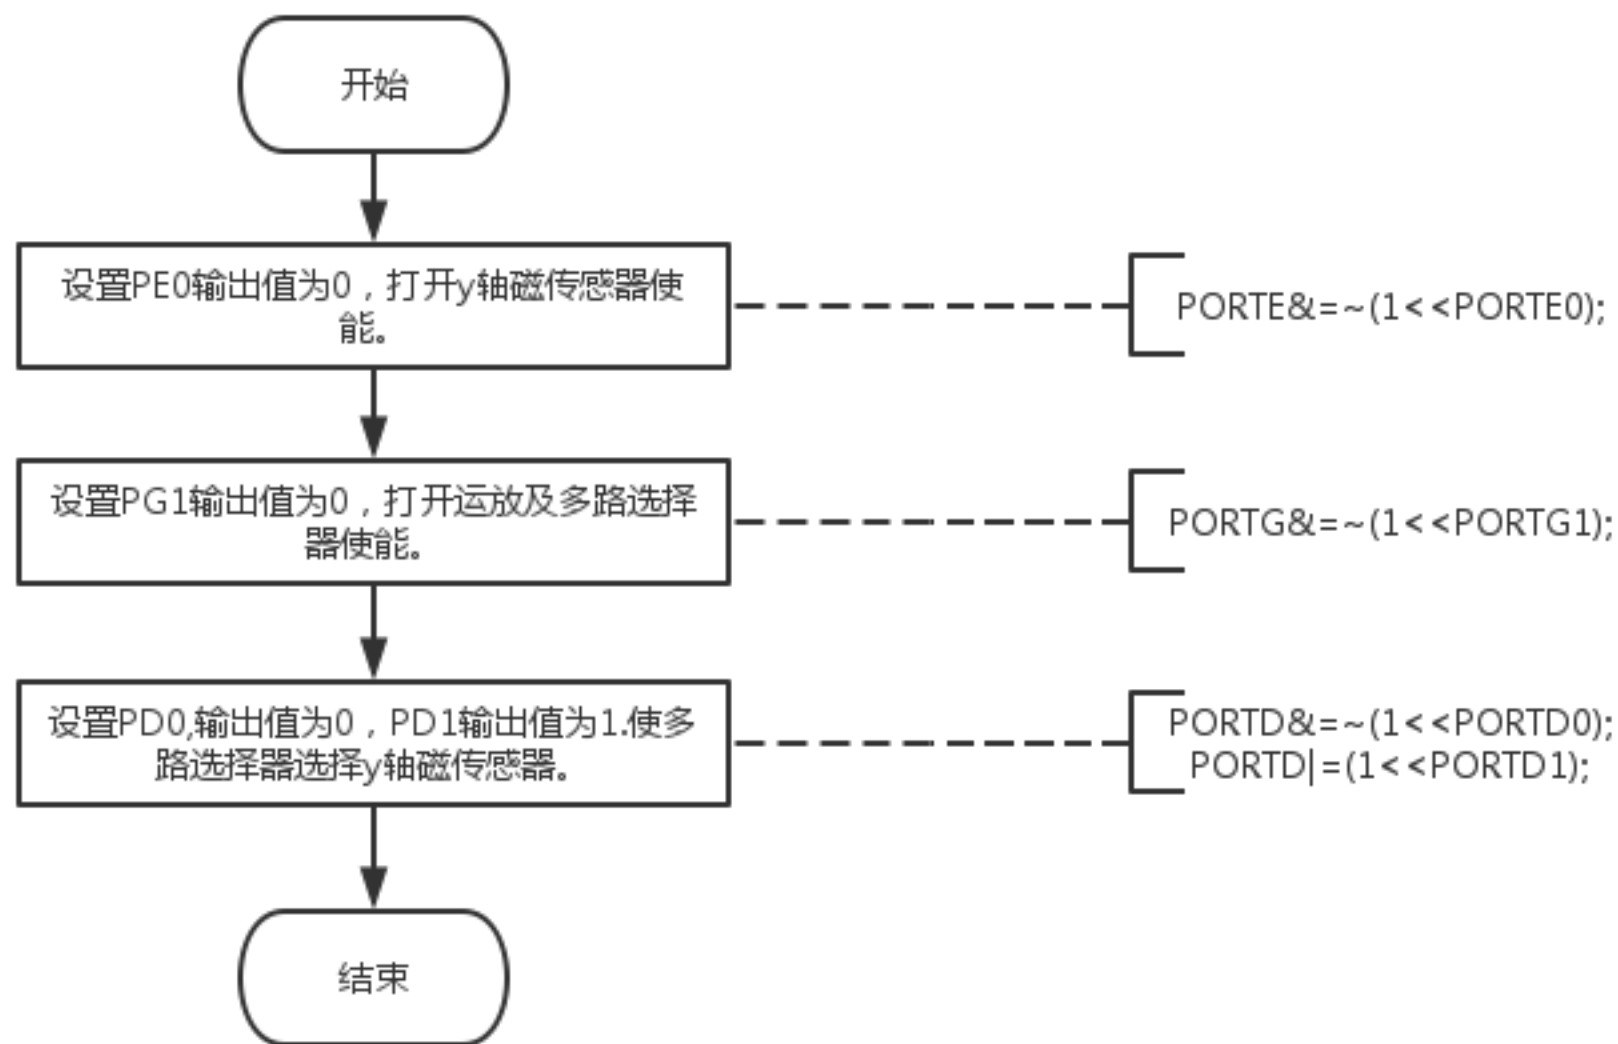 开始
设置PE0输出值为0，打开y轴磁传感器使
能。
PORTE&=~(1<<PORTE0);
设置PG1输出值为0，打开运放及多路选择
器使能。
PORTG&=~(1<<PORTG1);
设置PD0,输出值为0，PD1输出值为1.使多
路选择器选择y轴磁传感器。
PORTD&=~(1<<PORTD0);
PORTD|=(1<<PORTD1);
结束